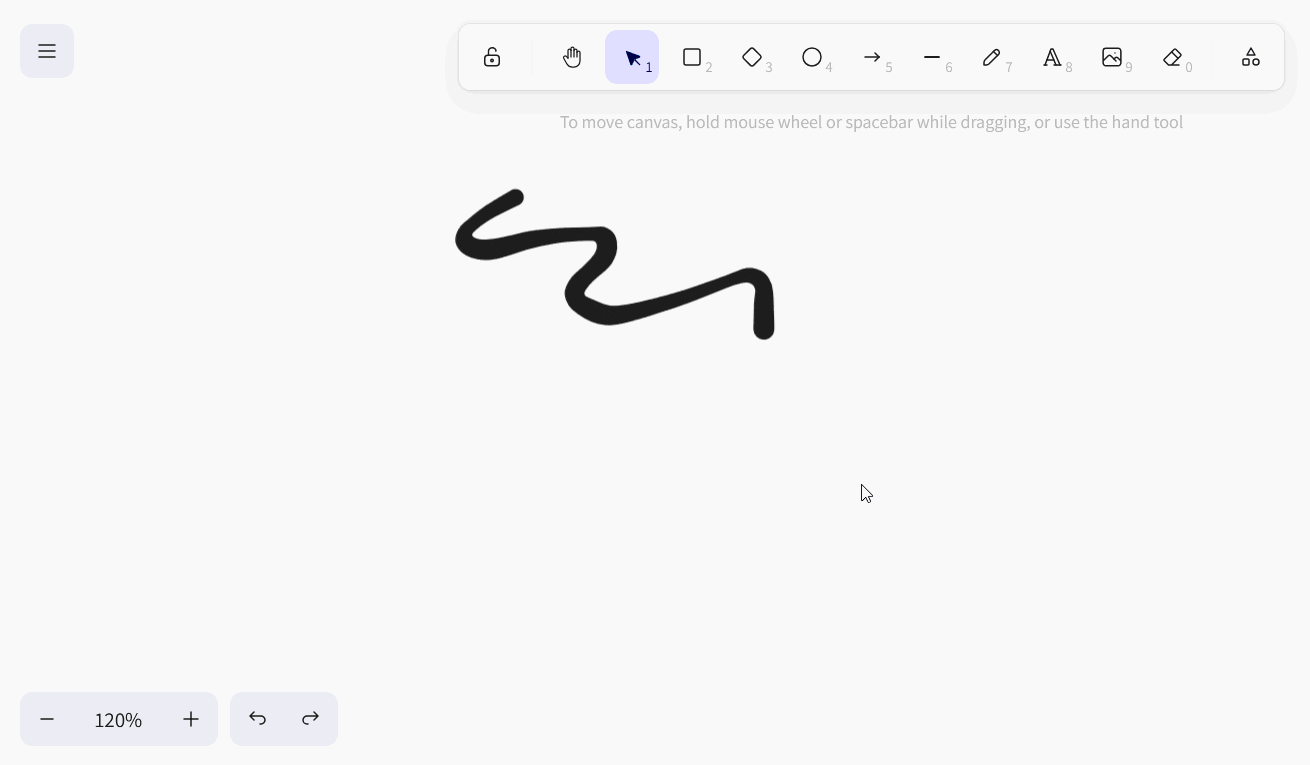 1 2 3 4 5 6 7 8 9 0
To move canvas, hold mouse wheel or spacebar while dragging, or use the hand tool
120%